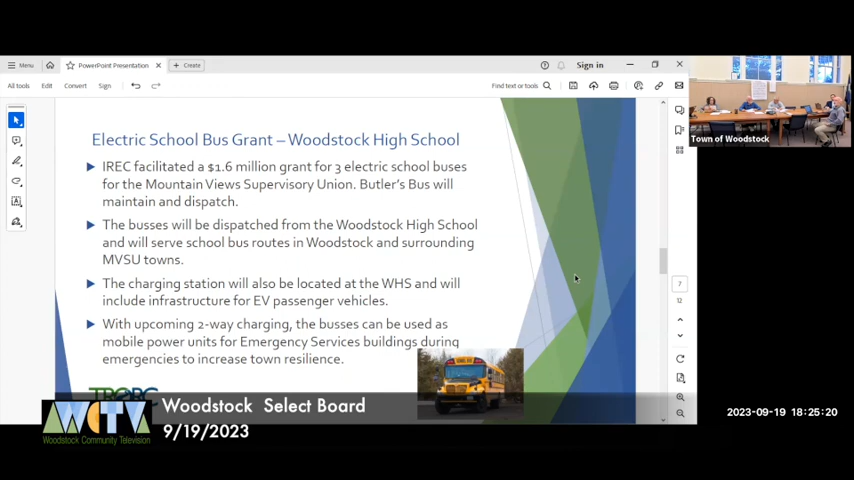 Menu
PowerPoint Presentation
Create
Sign in
All tools Edit Convert Sign
Find text or tools
Town of Woodstock
Electric School Bus Grant – Woodstock High School
IREC facilitated a $1.6 million grant for 3 electric school buses
for the Mountain Views Supervisory Union. Butler's Bus will
maintain and dispatch.
The busses will be dispatched from the Woodstock High School
and will serve school bus routes in Woodstock and surrounding
MVSU towns.
The charging station will also be located at the WHS and will
include infrastructure for EV passenger vehicles.
With upcoming 2-way charging, the busses can be used as
mobile power units for Emergency Services buildings during
emergencies to increase town resilience.
7
12
TRORC
SCHOOL BUS
WCTV
Woodstock Community Television
Woodstock Select Board
9/19/2023
2023-09-19 18:25:20